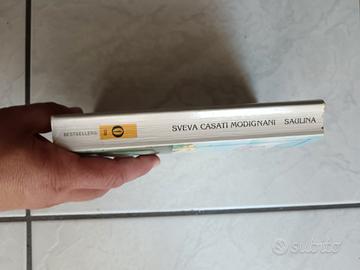 BESTSELLERS
SVEVA CASATI MODIGNANI SAULINA
subito